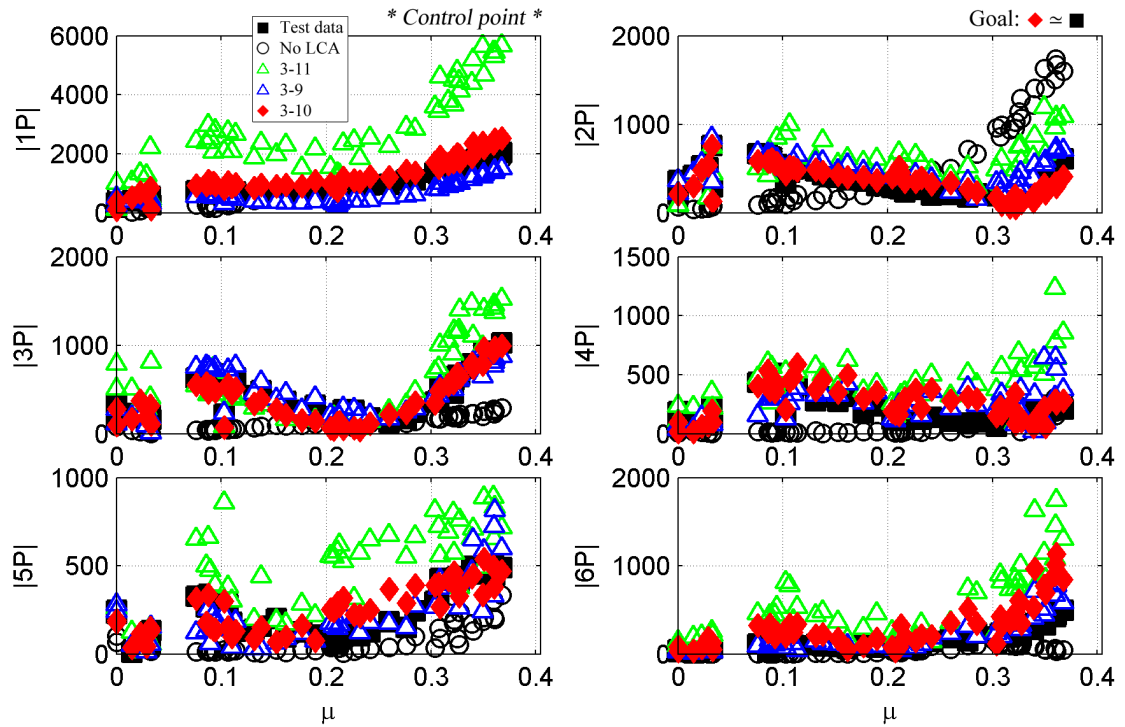 * Control point *
Goal: ♦ ≃ ■
Test data
No LCA
3-11
3-9
3-10
|1P|
6000
4000
2000
0
0 0.1 0.2 0.3 0.4
|2P|
2000
1000
0
0 0.1 0.2 0.3 0.4
|3P|
2000
1000
0
0 0.1 0.2 0.3 0.4
|4P|
1500
1000
500
0
0 0.1 0.2 0.3 0.4
|5P|
1000
500
0
0 0.1 0.2 0.3 0.4
μ
|6P|
2000
1000
0
0 0.1 0.2 0.3 0.4
μ